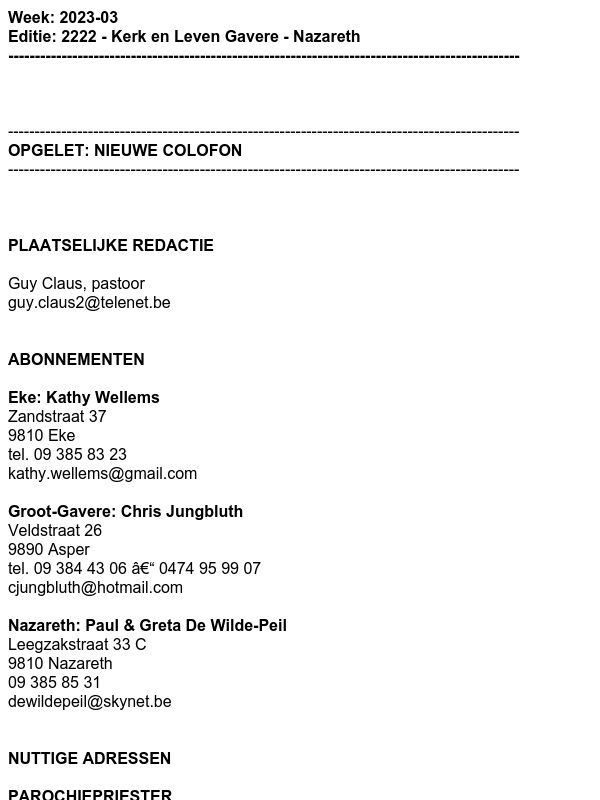 Week: 2023-03
Editie: 2222 - Kerk en Leven Gavere - Nazareth
--------------------------------------------------------------------------------------------------
--------------------------------------------------------------------------------------------------
OPGELET: NIEUWE COLOFON
--------------------------------------------------------------------------------------------------
PLAATSELIJKE REDACTIE
Guy Claus, pastoor
guy.claus2@telenet.be
ABONNEMENTEN
Eke: Kathy Wellems
Zandstraat 37
9810 Eke
tel. 09 385 83 23
kathy.wellems@gmail.com
Groot-Gavere: Chris Jungbluth
Veldstraat 26
9890 Asper
tel. 09 384 43 06 â€“ 0474 95 99 07
cjungbluth@hotmail.com
Nazareth: Paul & Greta De Wilde-Peil
Leegzakstraat 33 C
9810 Nazareth
09 385 85 31
dewildepeil@skynet.be
NUTTIGE ADRESSEN
PAROCHIEPRIESTER